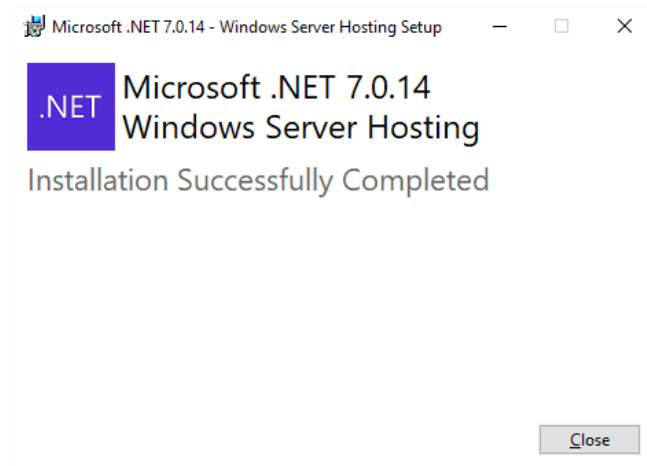 Microsoft .NET 7.0.14 - Windows Server Hosting Setup
.NET
Microsoft .NET 7.0.14
Windows Server Hosting
Installation Successfully Completed
Close